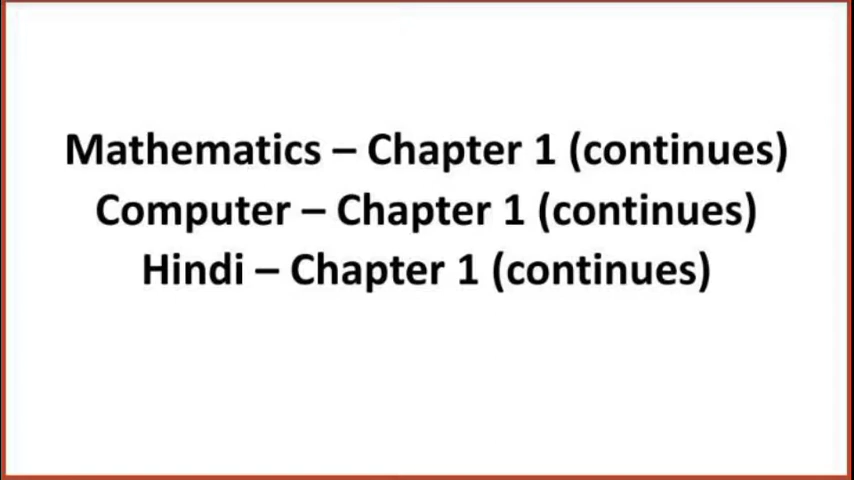 Mathematics – Chapter 1 (continues)
Computer – Chapter 1 (continues)
Hindi – Chapter 1 (continues)